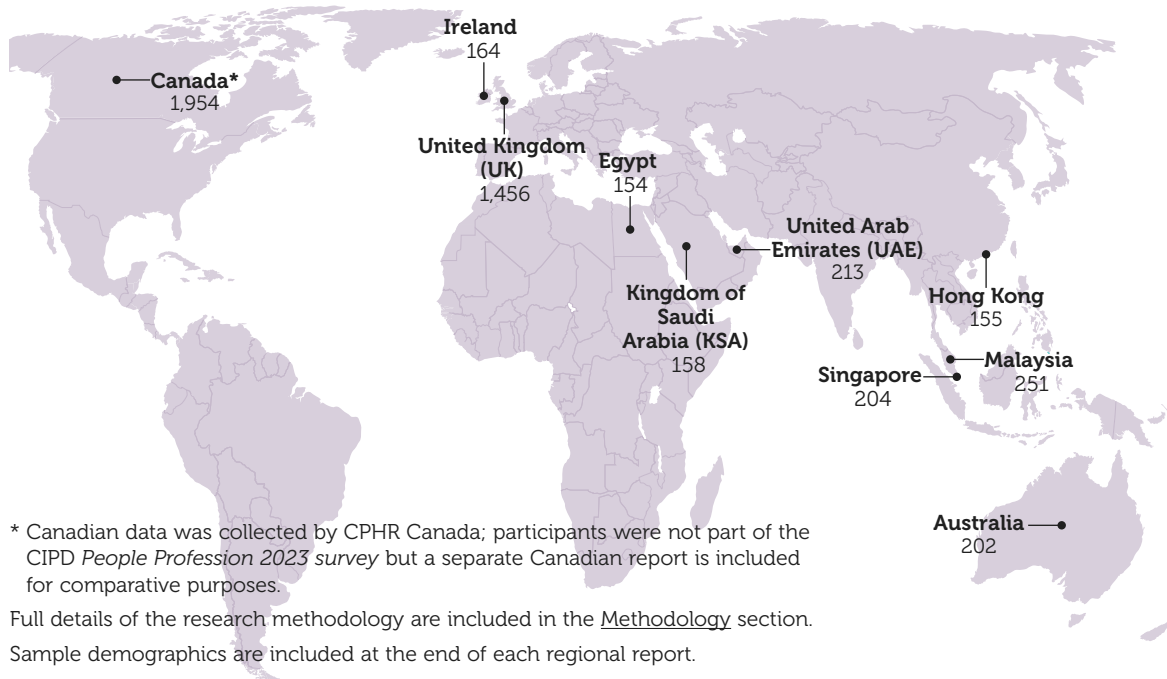 Ireland
164
Canada*
1,954
United Kingdom
(UK)
1,456
Egypt
154
United Arab
Emirates (UAE)
213
Kingdom of
Saudi
Arabia (KSA)
158
Hong Kong
155
Malaysia
251
Singapore
204
Australia
202
* Canadian data was collected by CPHR Canada; participants were not part of the
CIPD People Profession 2023 survey but a separate Canadian report is included
for comparative purposes.
Full details of the research methodology are included in the Methodology section.
Sample demographics are included at the end of each regional report.